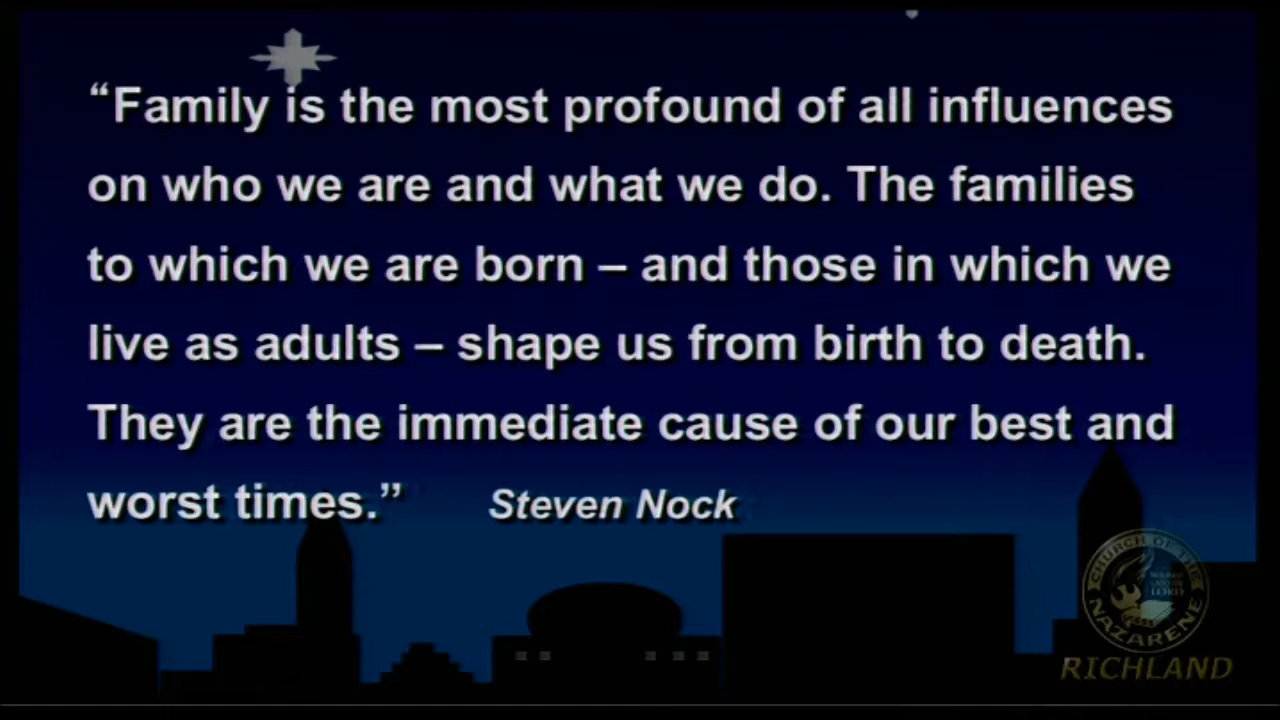 “Family is the most profound of all influences
on who we are and what we do. The families
to which we are born – and those in which we
live as adults – shape us from birth to death.
They are the immediate cause of our best and
worst times.” Steven Nock
CHURCH OF THE
NAZARENE
RICHLAND